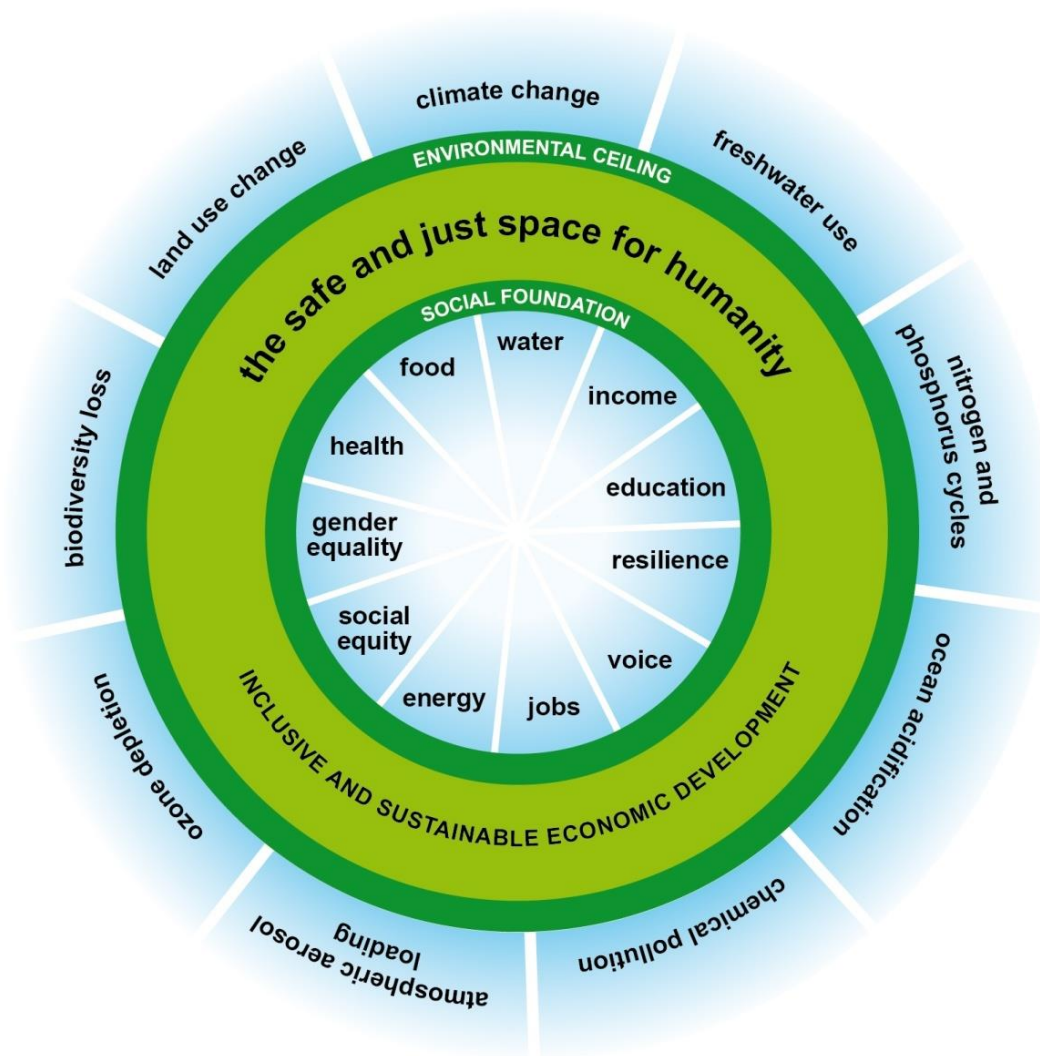 climate change
freshwater use
nitrogen and
phosphorus cycles
ocean acidification
chemical pollution
atmospheric aerosol
loading
ozone depletion
biodiversity loss
land use change
ENVIRONMENTAL CEILING
the safe and just space for humanity
SOCIAL FOUNDATION
water
income
education
resilience
voice
jobs
energy
social
equity
gender
equality
health
food
INCLUSIVE AND SUSTAINABLE ECONOMIC DEVELOPMENT